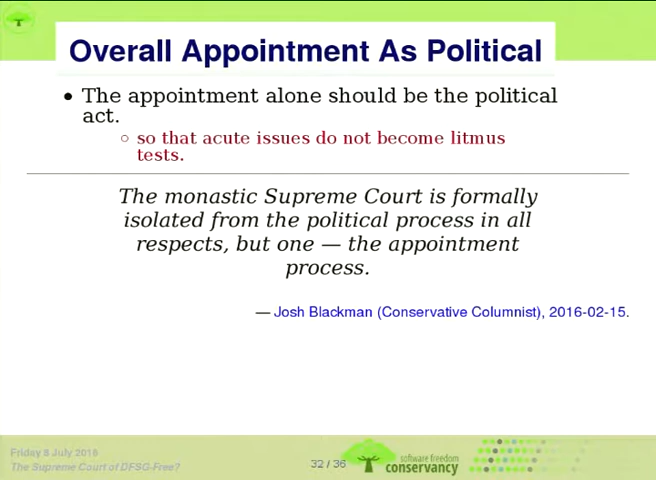 Overall Appointment As Political
• The appointment alone should be the political
act.
○ so that acute issues do not become litmus
tests.
The monastic Supreme Court is formally
isolated from the political process in all
respects, but one — the appointment
process.
— Josh Blackman (Conservative Columnist), 2016-02-15.
Friday 8 July 2016
The Supreme Court of DFSG-Free?
32 / 36
software freedom
conservancy